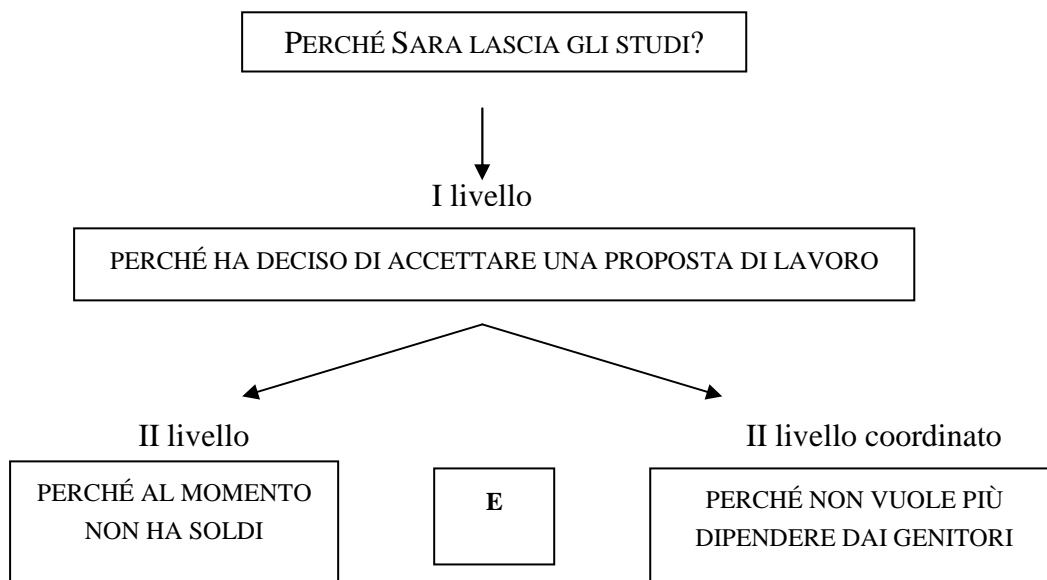 PERCHÉ SARA LASCIA GLI STUDI?
I livello
PERCHÉ HA DECISO DI ACCETTARE UNA PROPOSTA DI LAVORO
II livello
II livello coordinato
PERCHÉ AL MOMENTO
NON HA SOLDI
E
PERCHÉ NON VUOLE PIÙ
DIPENDERE DAI GENITORI